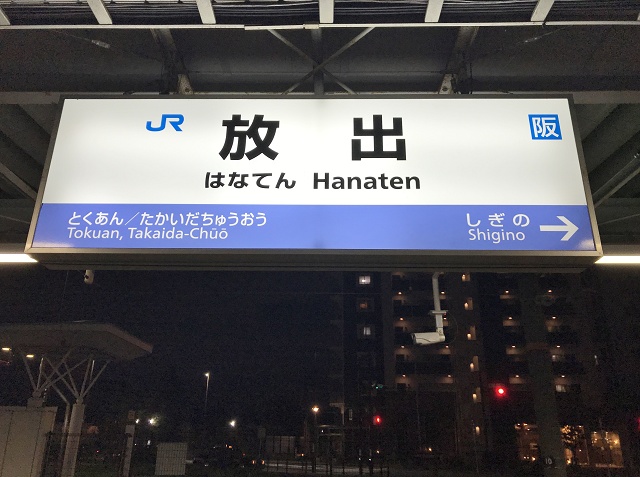 JR 放出 阪
はなてん Hanaten
とくあん／たかいだちゅうおう しぎの
Tokuan, Takaida-Chūō Shigino